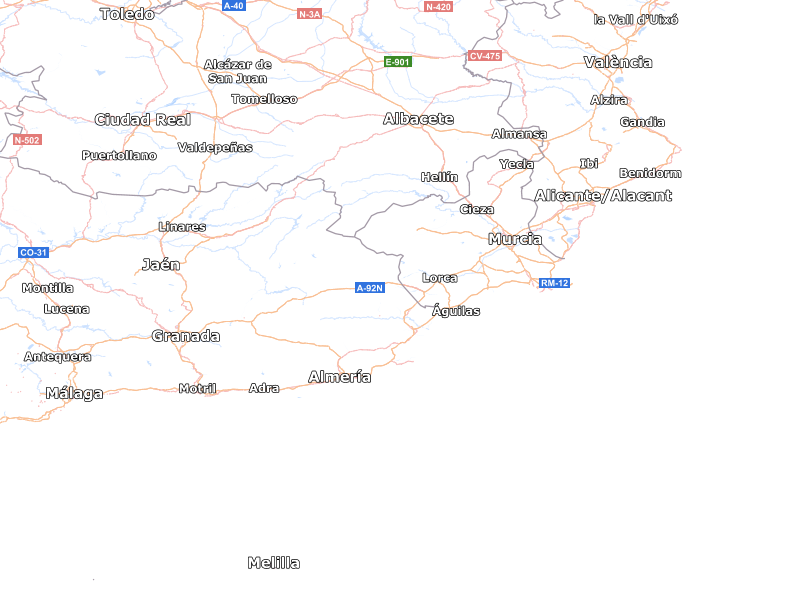 A-40
N-420
Toledo
N-3A
la Vall d'Uixó
CV-475
E-901
València
Alcázar de
San Juan
Tomelloso
Alzira
Ciudad Real
Albacete
Gandia
Almansa
N-502
Valdepeñas
Puertollano
Yecla
Ibi
Hellín
Benidorm
Alicante/Alacant
Cieza
Linares
Murcia
CO-31
Jaén
Lorca
RM-12
Montilla
A-92N
Lucena
Águilas
Granada
Antequera
Almería
Málaga
Motril
Adra
Melilla